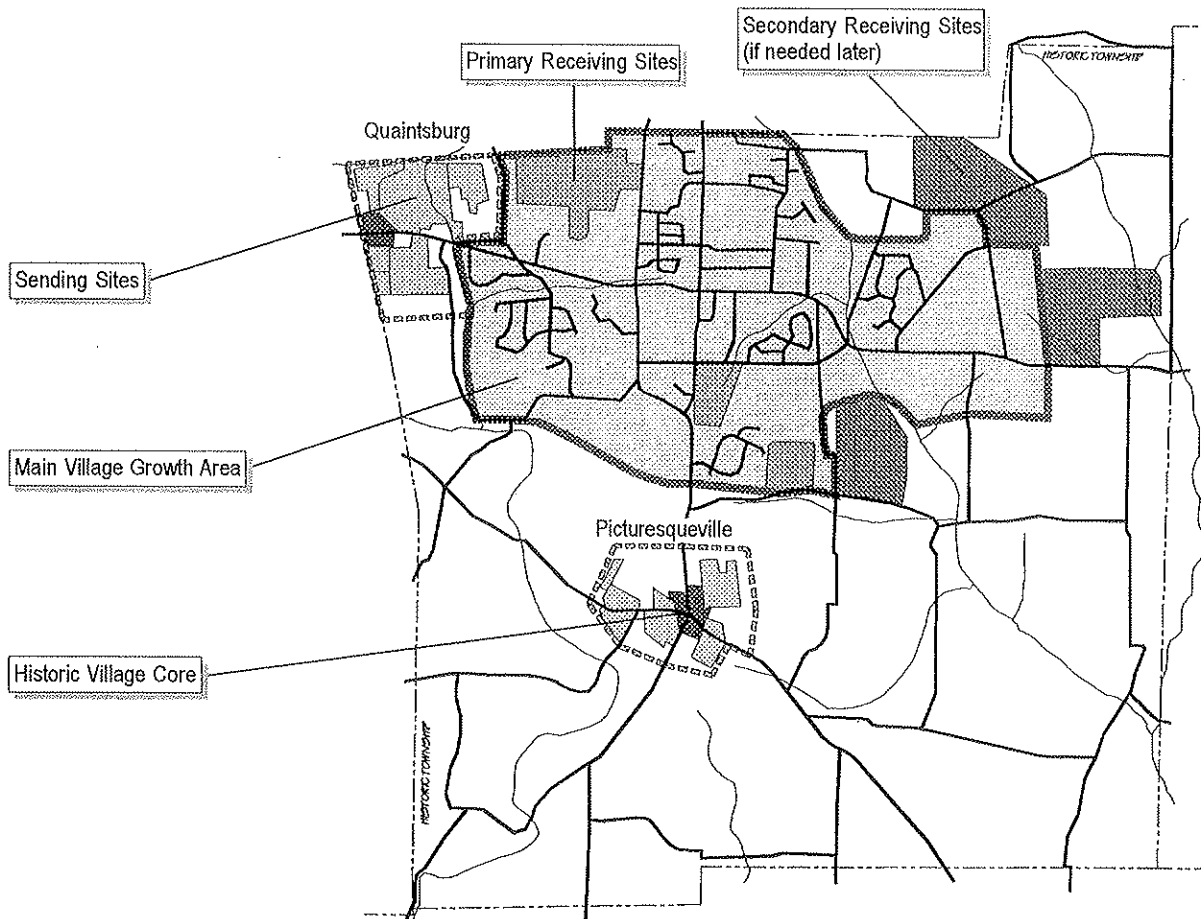 Secondary Receiving Sites
(if needed later)
Primary Receiving Sites
HISTORIC TOWNSHIP
Quaintsburg
Sending Sites
Main Village Growth Area
Picturesqueville
Historic Village Core
HISTORIC TOWNSHIP